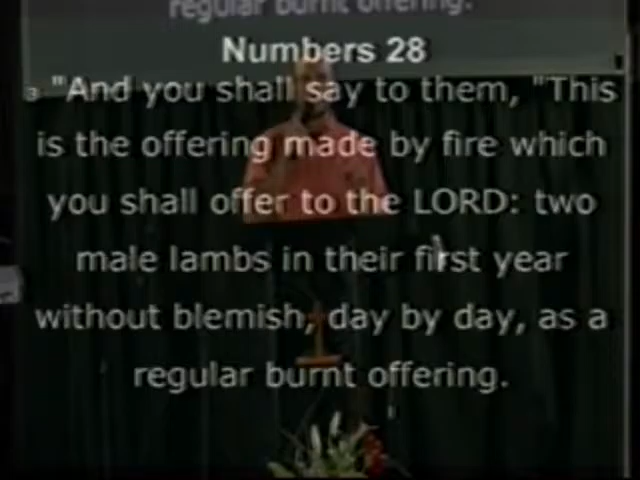 regular burnt offering.
Numbers 28
3 "And you shall say to them, "This
is the offering made by fire which
you shall offer to the LORD: two
male lambs in their first year
without blemish, day by day, as a
regular burnt offering.